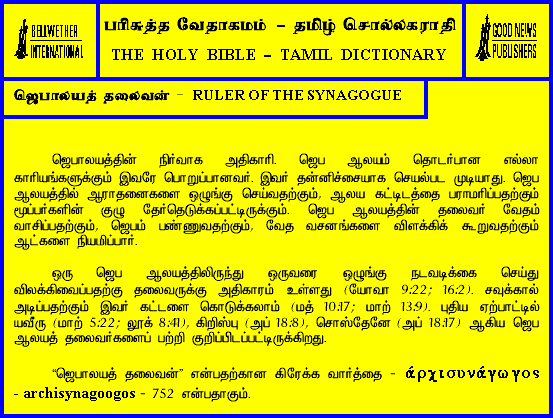 BELLWETHER
INTERNATIONAL
பரிசுத்த வேதாகமம் – தமிழ் சொல்லகராதி
THE HOLY BIBLE – TAMIL DICTIONARY
GOOD NEWS
PUBLISHERS
ஜெபாலயத் தலைவன் – RULER OF THE SYNAGOGUE
ஜெபாலயத்தின் நிர்வாக அதிகாரி. ஜெப ஆலயம் தொடர்பான எல்லா
காரியங்களுக்கும் இவரே பொறுப்பானவர். இவர் தன்னிச்சையாக செயல்பட முடியாது. ஜெப
ஆலயத்தில் ஆராதனைகளை ஒழுங்கு செய்வதற்கும், ஆலய கட்டிடத்தை பராமரிப்பதற்கும்
மூப்பர்களின் குழு தேர்தெடுக்கப்பட்டிருக்கும். ஜெப ஆலயத்தின் தலைவர் வேதம்
வாசிப்பதற்கும், ஜெபம் பண்ணுவதற்கும், வேத வசனங்களை விளக்கிக் கூறுவதற்கும்
ஆட்களை நியமிப்பார்.
ஒரு ஜெப ஆலயத்திலிருந்து ஒருவரை ஒழுங்கு நடவடிக்கை செய்து
விலக்கிவைப்பதற்கு தலைவருக்கு அதிகாரம் உள்ளது (யோவா 9:22; 16:2). சவுக்கால்
அடிப்பதற்கும் இவர் கட்டளை கொடுக்கலாம் (மத் 10:17; மாற் 13:9). புதிய ஏற்பாட்டில்
யவீரு (மாற் 5:22; லூக் 8:41), கிறிஸ்பு (அப் 18:8), சொஸ்தேனே (அப் 18:17) ஆகிய ஜெப
ஆலயத் தலைவர்களைப் பற்றி குறிப்பிடப்பட்டிருக்கிறது.
“ஜெபாலயத் தலைவன்” என்பதற்கான கிரேக்க வார்த்தை – άρχισυνάγωγος
- archisynagoogos – 752 என்பதாகும்.